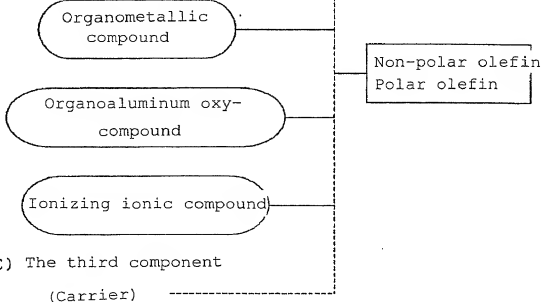 Organometallic
compound
Non-polar olefin
Polar olefin
Organoaluminum oxy-
compound
Ionizing ionic compound
C) The third component
(Carrier)